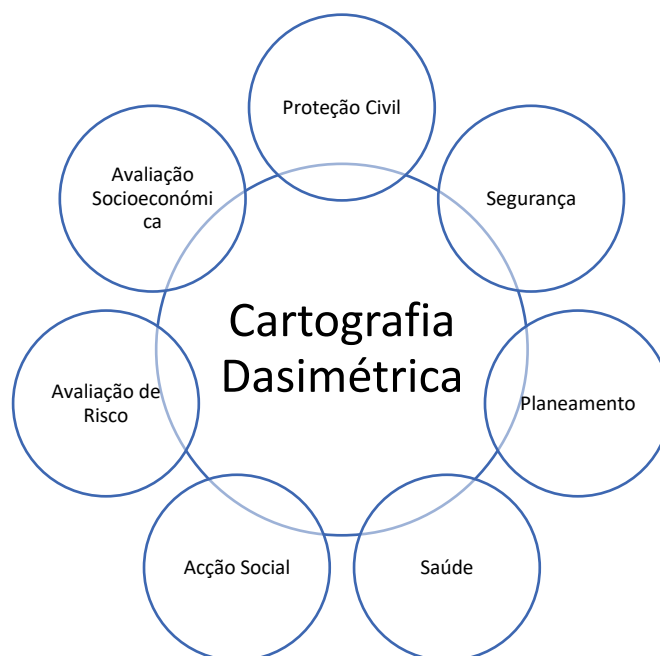 Proteção Civil
Segurança
Planeamento
Saúde
Acção Social
Avaliação de
Risco
Avaliação
Socioeconómi
ca
Cartografia
Dasimétrica